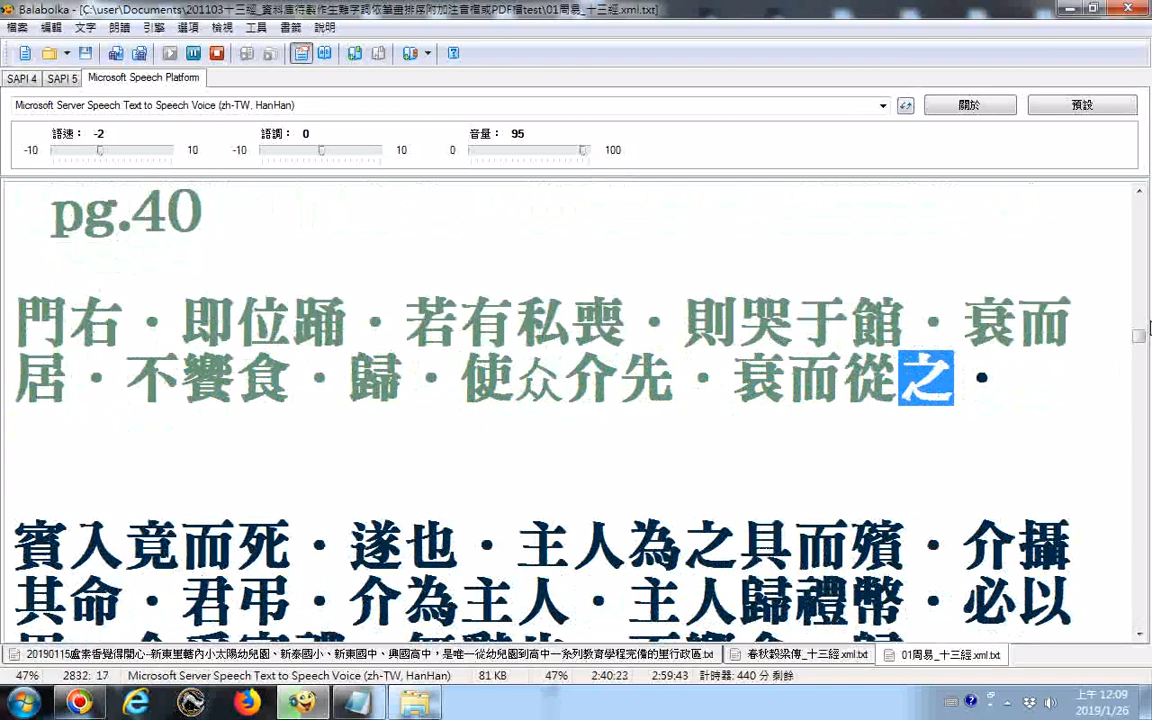 Balabolka - [C:\user\Documents\201103十三經_資料庫得製作生難字詞依筆畫排序附加注音檔或PDF檔test\01周易_十三經.xml.txt]
檔案 編輯 文字 朗讀 引擎 選項 檢視 工具 書籤 說明
SAPI 4 SAPI 5 Microsoft Speech Platform
Microsoft Server Speech Text to Speech Voice (zh-TW, HanHan) 關於 預設
語速： -2 語調： 0 音量： 95
-10 10 -10 10 0 100
pg.40
門右．即位踊．若有私喪．則哭于館．衰而
居．不饗食．歸．使众介先．衰而從之．
賓入竟而死．遂也．主人為之具而殯．介攝
其命．君弔．介為主人．主人歸禮幣．必以
20190115盧素香覺得開心--新東里轄內小太陽幼兒園、新泰國小、新東國中、興國高中，是唯一從幼兒園到高中一系列教育學程完備的里行政區.txt 春秋穀梁傳_十三經.xml.txt 01周易_十三經.xml.txt
47% 2832: 17 Microsoft Server Speech Text to Speech Voice (zh-TW, HanHan) 81 KB 47% 2:40:23 2:59:43 計時器: 440 分 剩餘
上午 12:09
2019/1/26